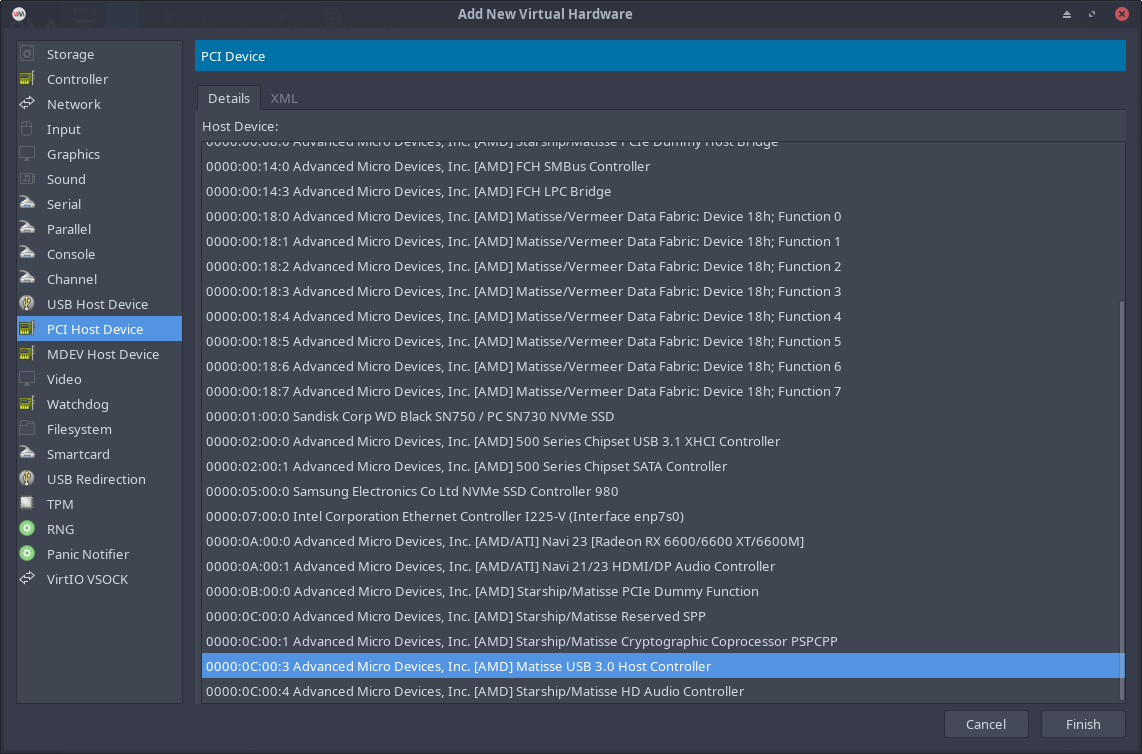 Add New Virtual Hardware
Storage
Controller
Network
Input
Graphics
Sound
Serial
Parallel
Console
Channel
USB Host Device
PCI Host Device
MDEV Host Device
Video
Watchdog
Filesystem
Smartcard
USB Redirection
TPM
RNG
Panic Notifier
VirtIO VSOCK
PCI Device
Details XML
Host Device:
0000:00:08:0 Advanced Micro Devices, Inc. [AMD] Starship/Matisse PCIe Dummy Host Bridge
0000:00:14:0 Advanced Micro Devices, Inc. [AMD] FCH SMBus Controller
0000:00:14:3 Advanced Micro Devices, Inc. [AMD] FCH LPC Bridge
0000:00:18:0 Advanced Micro Devices, Inc. [AMD] Matisse/Vermeer Data Fabric: Device 18h; Function 0
0000:00:18:1 Advanced Micro Devices, Inc. [AMD] Matisse/Vermeer Data Fabric: Device 18h; Function 1
0000:00:18:2 Advanced Micro Devices, Inc. [AMD] Matisse/Vermeer Data Fabric: Device 18h; Function 2
0000:00:18:3 Advanced Micro Devices, Inc. [AMD] Matisse/Vermeer Data Fabric: Device 18h; Function 3
0000:00:18:4 Advanced Micro Devices, Inc. [AMD] Matisse/Vermeer Data Fabric: Device 18h; Function 4
0000:00:18:5 Advanced Micro Devices, Inc. [AMD] Matisse/Vermeer Data Fabric: Device 18h; Function 5
0000:00:18:6 Advanced Micro Devices, Inc. [AMD] Matisse/Vermeer Data Fabric: Device 18h; Function 6
0000:00:18:7 Advanced Micro Devices, Inc. [AMD] Matisse/Vermeer Data Fabric: Device 18h; Function 7
0000:01:00:0 Sandisk Corp WD Black SN750 / PC SN730 NVMe SSD
0000:02:00:0 Advanced Micro Devices, Inc. [AMD] 500 Series Chipset USB 3.1 XHCI Controller
0000:02:00:1 Advanced Micro Devices, Inc. [AMD] 500 Series Chipset SATA Controller
0000:05:00:0 Samsung Electronics Co Ltd NVMe SSD Controller 980
0000:07:00:0 Intel Corporation Ethernet Controller I225-V (Interface enp7s0)
0000:0A:00:0 Advanced Micro Devices, Inc. [AMD/ATI] Navi 23 [Radeon RX 6600/6600 XT/6600M]
0000:0A:00:1 Advanced Micro Devices, Inc. [AMD/ATI] Navi 21/23 HDMI/DP Audio Controller
0000:0B:00:0 Advanced Micro Devices, Inc. [AMD] Starship/Matisse PCIe Dummy Function
0000:0C:00:0 Advanced Micro Devices, Inc. [AMD] Starship/Matisse Reserved SPP
0000:0C:00:1 Advanced Micro Devices, Inc. [AMD] Starship/Matisse Cryptographic Coprocessor PSPCPP
0000:0C:00:3 Advanced Micro Devices, Inc. [AMD] Matisse USB 3.0 Host Controller
0000:0C:00:4 Advanced Micro Devices, Inc. [AMD] Starship/Matisse HD Audio Controller
Cancel Finish